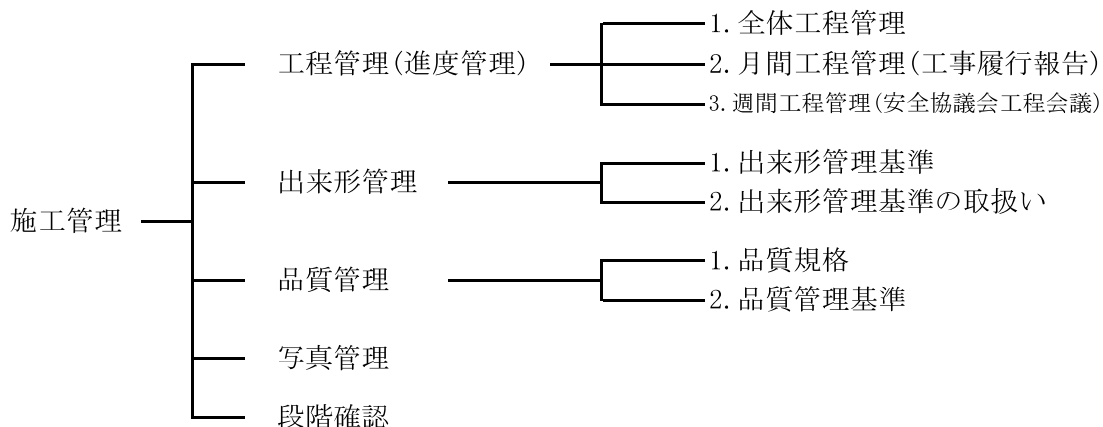 施工管理
工程管理(進度管理)
1. 全体工程管理
2. 月間工程管理(工事履行報告)
3. 週間工程管理(安全協議会工程会議)
出来形管理
1. 出来形管理基準
2. 出来形管理基準の取扱い
品質管理
1. 品質規格
2. 品質管理基準
写真管理
段階確認